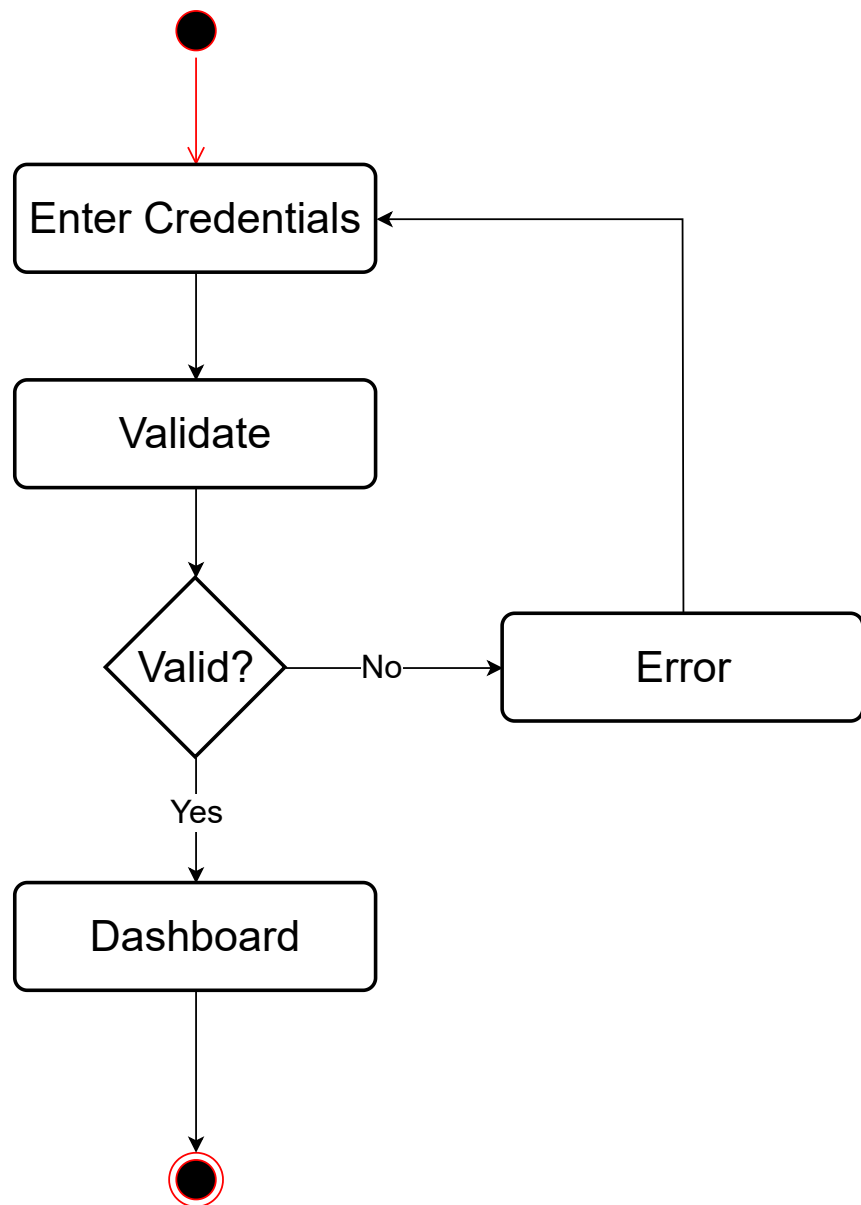 Enter Credentials
Validate
Valid?
No
Error
Yes
Dashboard